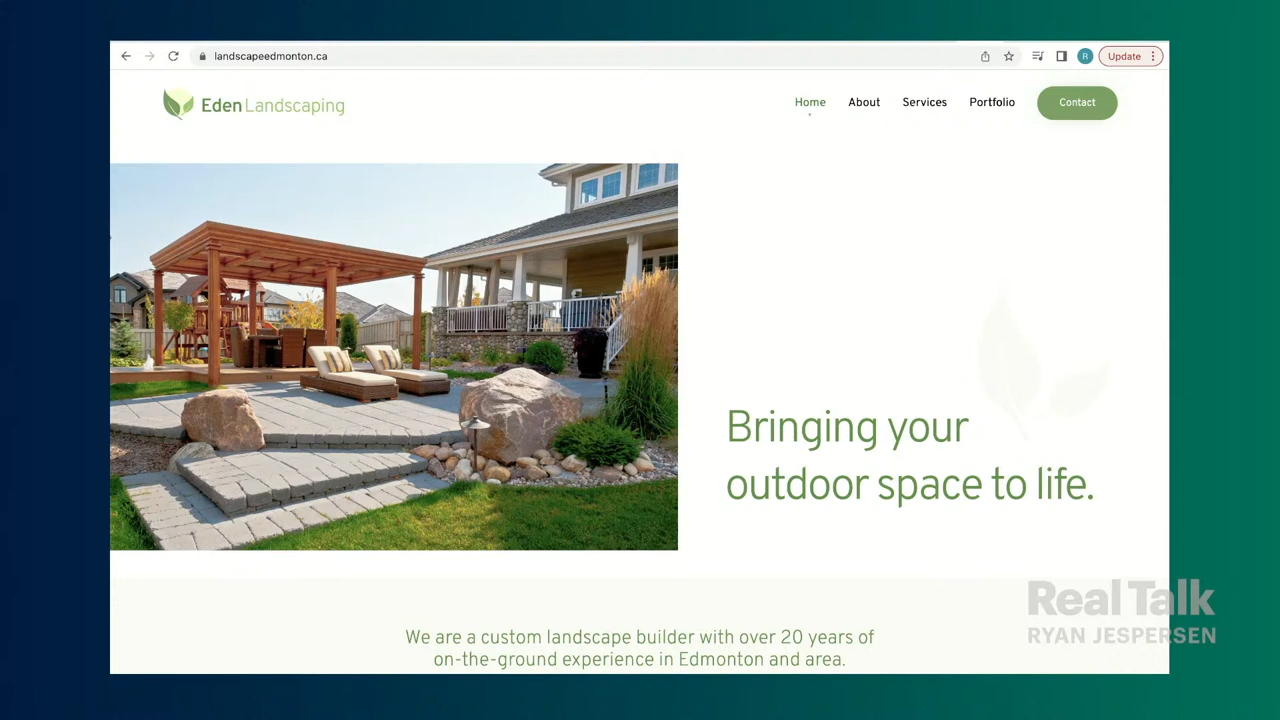 landscapeedmonton.ca
R
Update
Eden Landscaping
Home
About
Services
Portfolio
Contact
Bringing your
outdoor space to life.
We are a custom landscape builder with over 20 years of
on-the-ground experience in Edmonton and area.
Real Talk
RYAN JESPERSEN